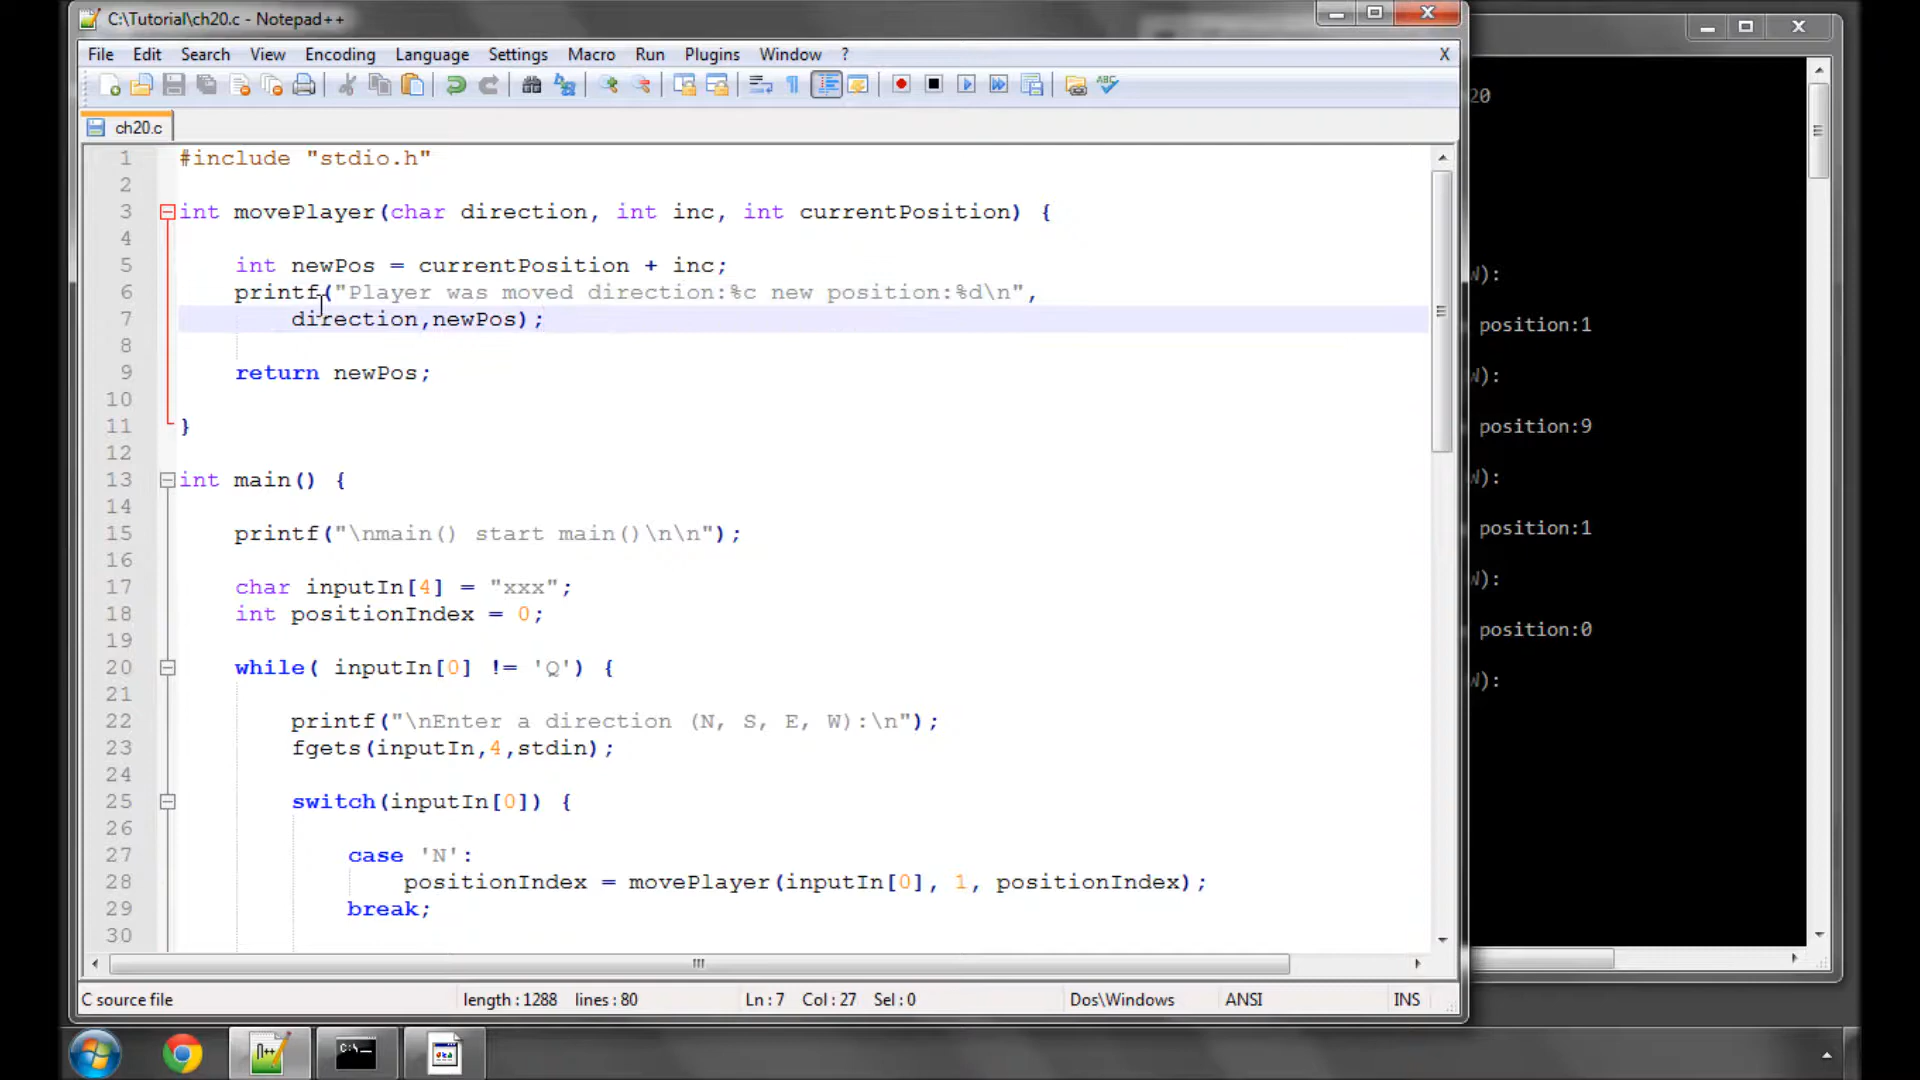 C:\Tutorial\ch20.c - Notepad++
File Edit Search View Encoding Language Settings Macro Run Plugins Window ? X
ch20.c
1 #include "stdio.h"
2
3 int movePlayer(char direction, int inc, int currentPosition) {
4
5 int newPos = currentPosition + inc;
6 printf("Player was moved direction:%c new position:%d\n",
7 direction,newPos);
8
9 return newPos;
10
11 }
12
13 int main() {
14
15 printf("\nmain() start main()\n\n");
16
17 char inputIn[4] = "xxx";
18 int positionIndex = 0;
19
20 while( inputIn[0] != 'Q') {
21
22 printf("\nEnter a direction (N, S, E, W):\n");
23 fgets(inputIn,4,stdin);
24
25 switch(inputIn[0]) {
26
27 case 'N':
28 positionIndex = movePlayer(inputIn[0], 1, positionIndex);
29 break;
30
C source file length : 1288 lines : 80 Ln : 7 Col : 27 Sel : 0 Dos\Windows ANSI INS
20
W):
position:1
W):
position:9
W):
position:1
W):
position:0
W):